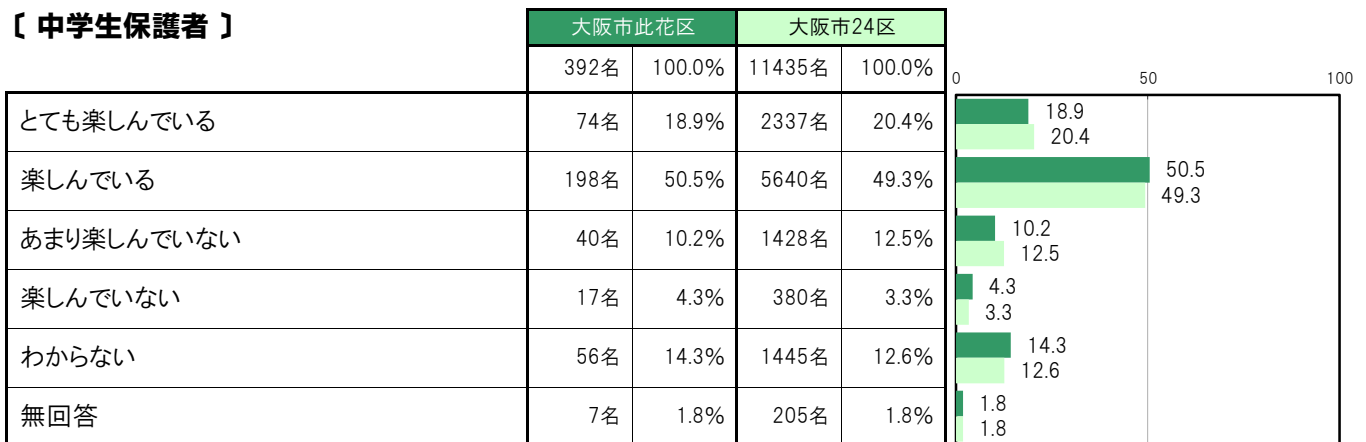 〔 中学生保護者 〕
大阪市此花区 大阪市24区
392名 100.0% 11435名 100.0%
0 50 100
とても楽しんでいる 74名 18.9% 2337名 20.4%
18.9
20.4
楽しんでいる 198名 50.5% 5640名 49.3%
50.5
49.3
あまり楽しんでいない 40名 10.2% 1428名 12.5%
10.2
12.5
楽しんでいない 17名 4.3% 380名 3.3%
4.3
3.3
わからない 56名 14.3% 1445名 12.6%
14.3
12.6
無回答 7名 1.8% 205名 1.8%
1.8
1.8